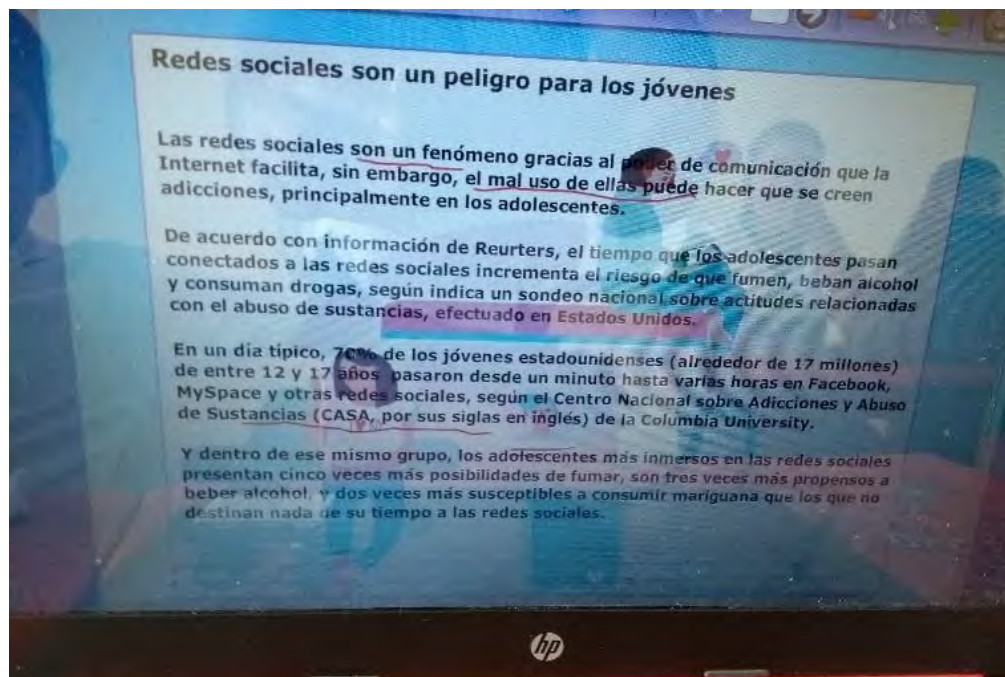 Redes sociales son un peligro para los jóvenes
Las redes sociales son un fenómeno gracias al poder de comunicación que la
Internet facilita, sin embargo, el mal uso de ellas puede hacer que se creen
adicciones, principalmente en los adolescentes.
De acuerdo con información de Reurters, el tiempo que los adolescentes pasan
conectados a las redes sociales incrementa el riesgo de que fumen, beban alcohol
y consuman drogas, según indica un sondeo nacional sobre actitudes relacionadas
con el abuso de sustancias, efectuado en Estados Unidos.
En un día típico, 70% de los jóvenes estadounidenses (alrededor de 17 millones)
de entre 12 y 17 años pasaron desde un minuto hasta varias horas en Facebook,
MySpace y otras redes sociales, según el Centro Nacional sobre Adicciones y Abuso
de Sustancias (CASA, por sus siglas en inglés) de la Columbia University.
Y dentro de ese mismo grupo, los adolescentes más inmersos en las redes sociales
presentan cinco veces más posibilidades de fumar, son tres veces más propensos a
beber alcohol, y dos veces más susceptibles a consumir mariguana que los que no
destinan nada de su tiempo a las redes sociales.
hp